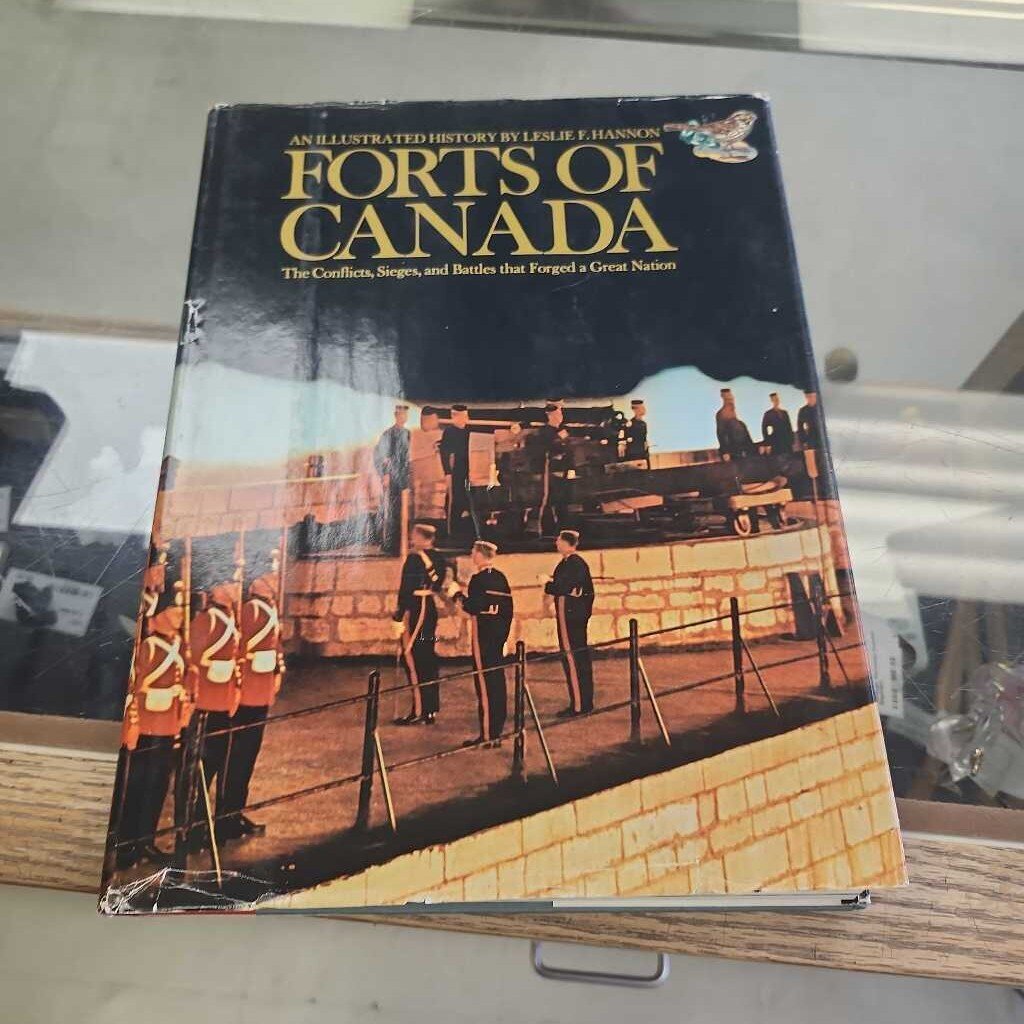 AN ILLUSTRATED HISTORY BY LESLIE F. HANNON
FORTS OF
CANADA
The Conflicts, Sieges, and Battles that Forged a Great Nation